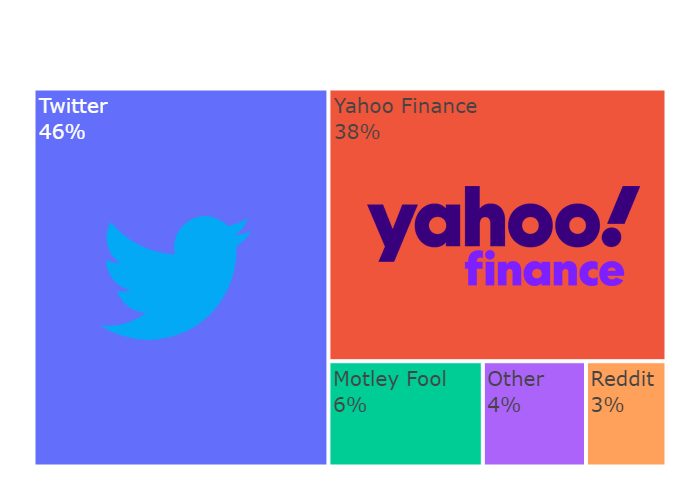 Twitter
46%
Yahoo Finance
38%
yahoo!
finance
Motley Fool
6%
Other
4%
Reddit
3%